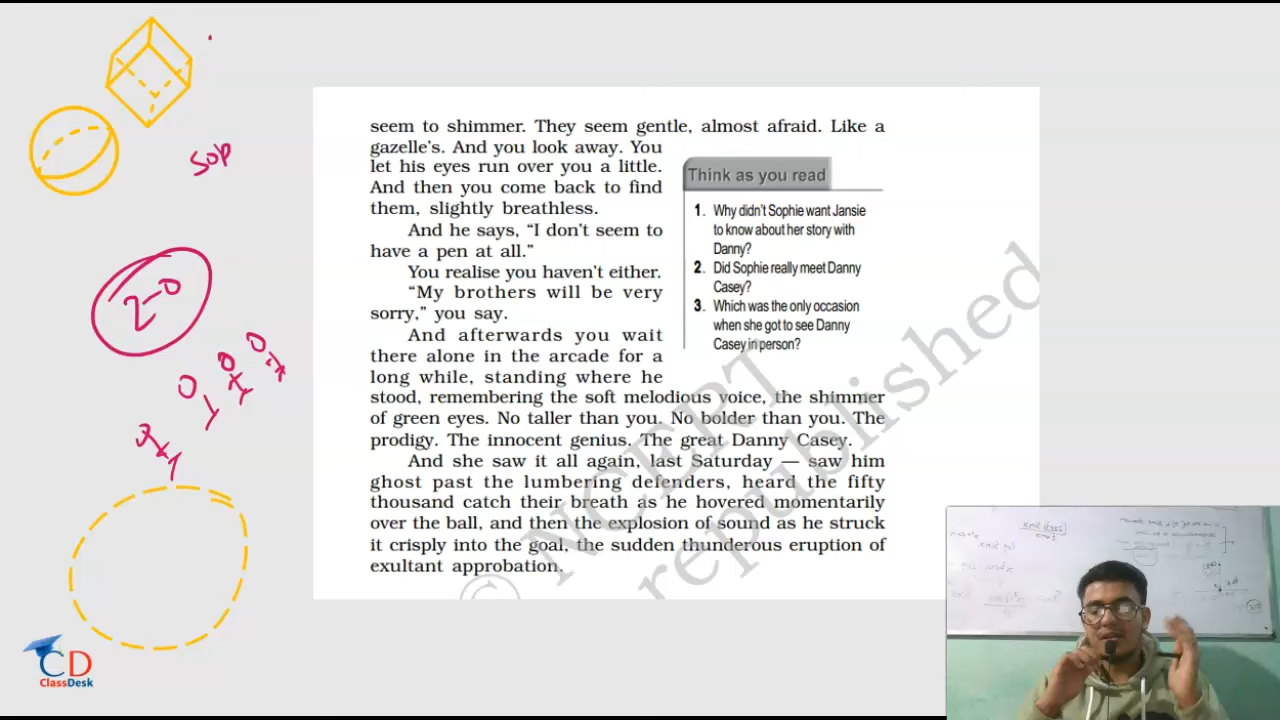 Sop
2-0
seem to shimmer. They seem gentle, almost afraid. Like a
gazelle's. And you look away. You
let his eyes run over you a little.
And then you come back to find
them, slightly breathless.
And he says, “I don't seem to
have a pen at all.”
You realise you haven't either.
“My brothers will be very
sorry,” you say.
And afterwards you wait
there alone in the arcade for a
long while, standing where he
stood, remembering the soft melodious voice, the shimmer
of green eyes. No taller than you. No bolder than you. The
prodigy. The innocent genius. The great Danny Casey.
And she saw it all again, last Saturday — saw him
ghost past the lumbering defenders, heard the fifty
thousand catch their breath as he hovered momentarily
over the ball, and then the explosion of sound as he struck
it crisply into the goal, the sudden thunderous eruption of
exultant approbation.
Think as you read
1. Why didn't Sophie want Jansie
to know about her story with
Danny?
2. Did Sophie really meet Danny
Casey?
3. Which was the only occasion
when she got to see Danny
Casey in person?
© NCERT
republished
CD
ClassDesk